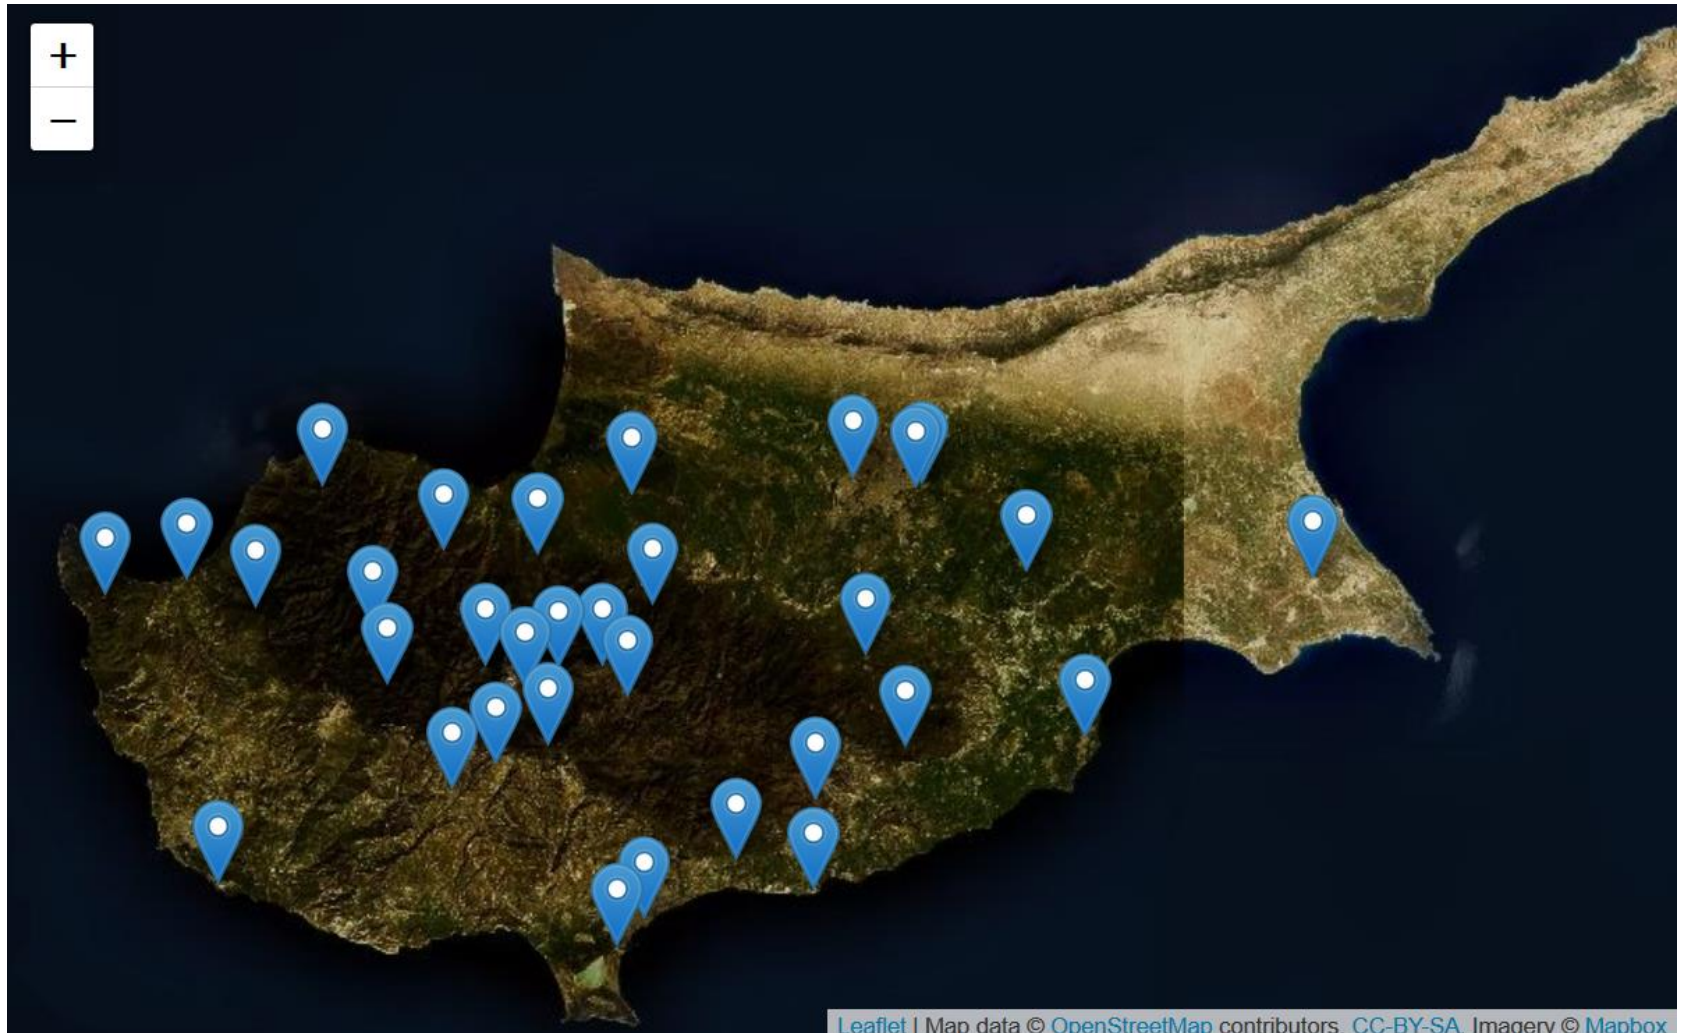 +
−
Leaflet | Map data © OpenStreetMap contributors, CC-BY-SA, Imagery © Mapbox